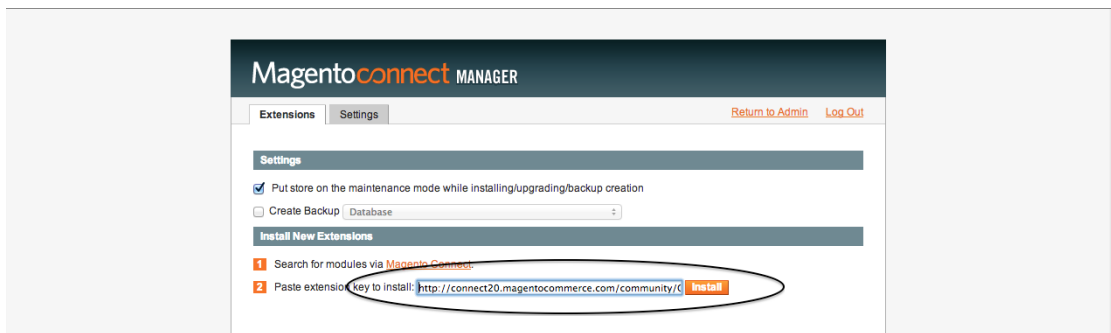 Magentoconnect MANAGER
Extensions Settings Return to Admin Log Out
Settings
Put store on the maintenance mode while installing/upgrading/backup creation
Create Backup Database
Install New Extensions
1 Search for modules via Magento Connect.
2 Paste extension key to install: http://connect20.magentocommerce.com/community/ Install